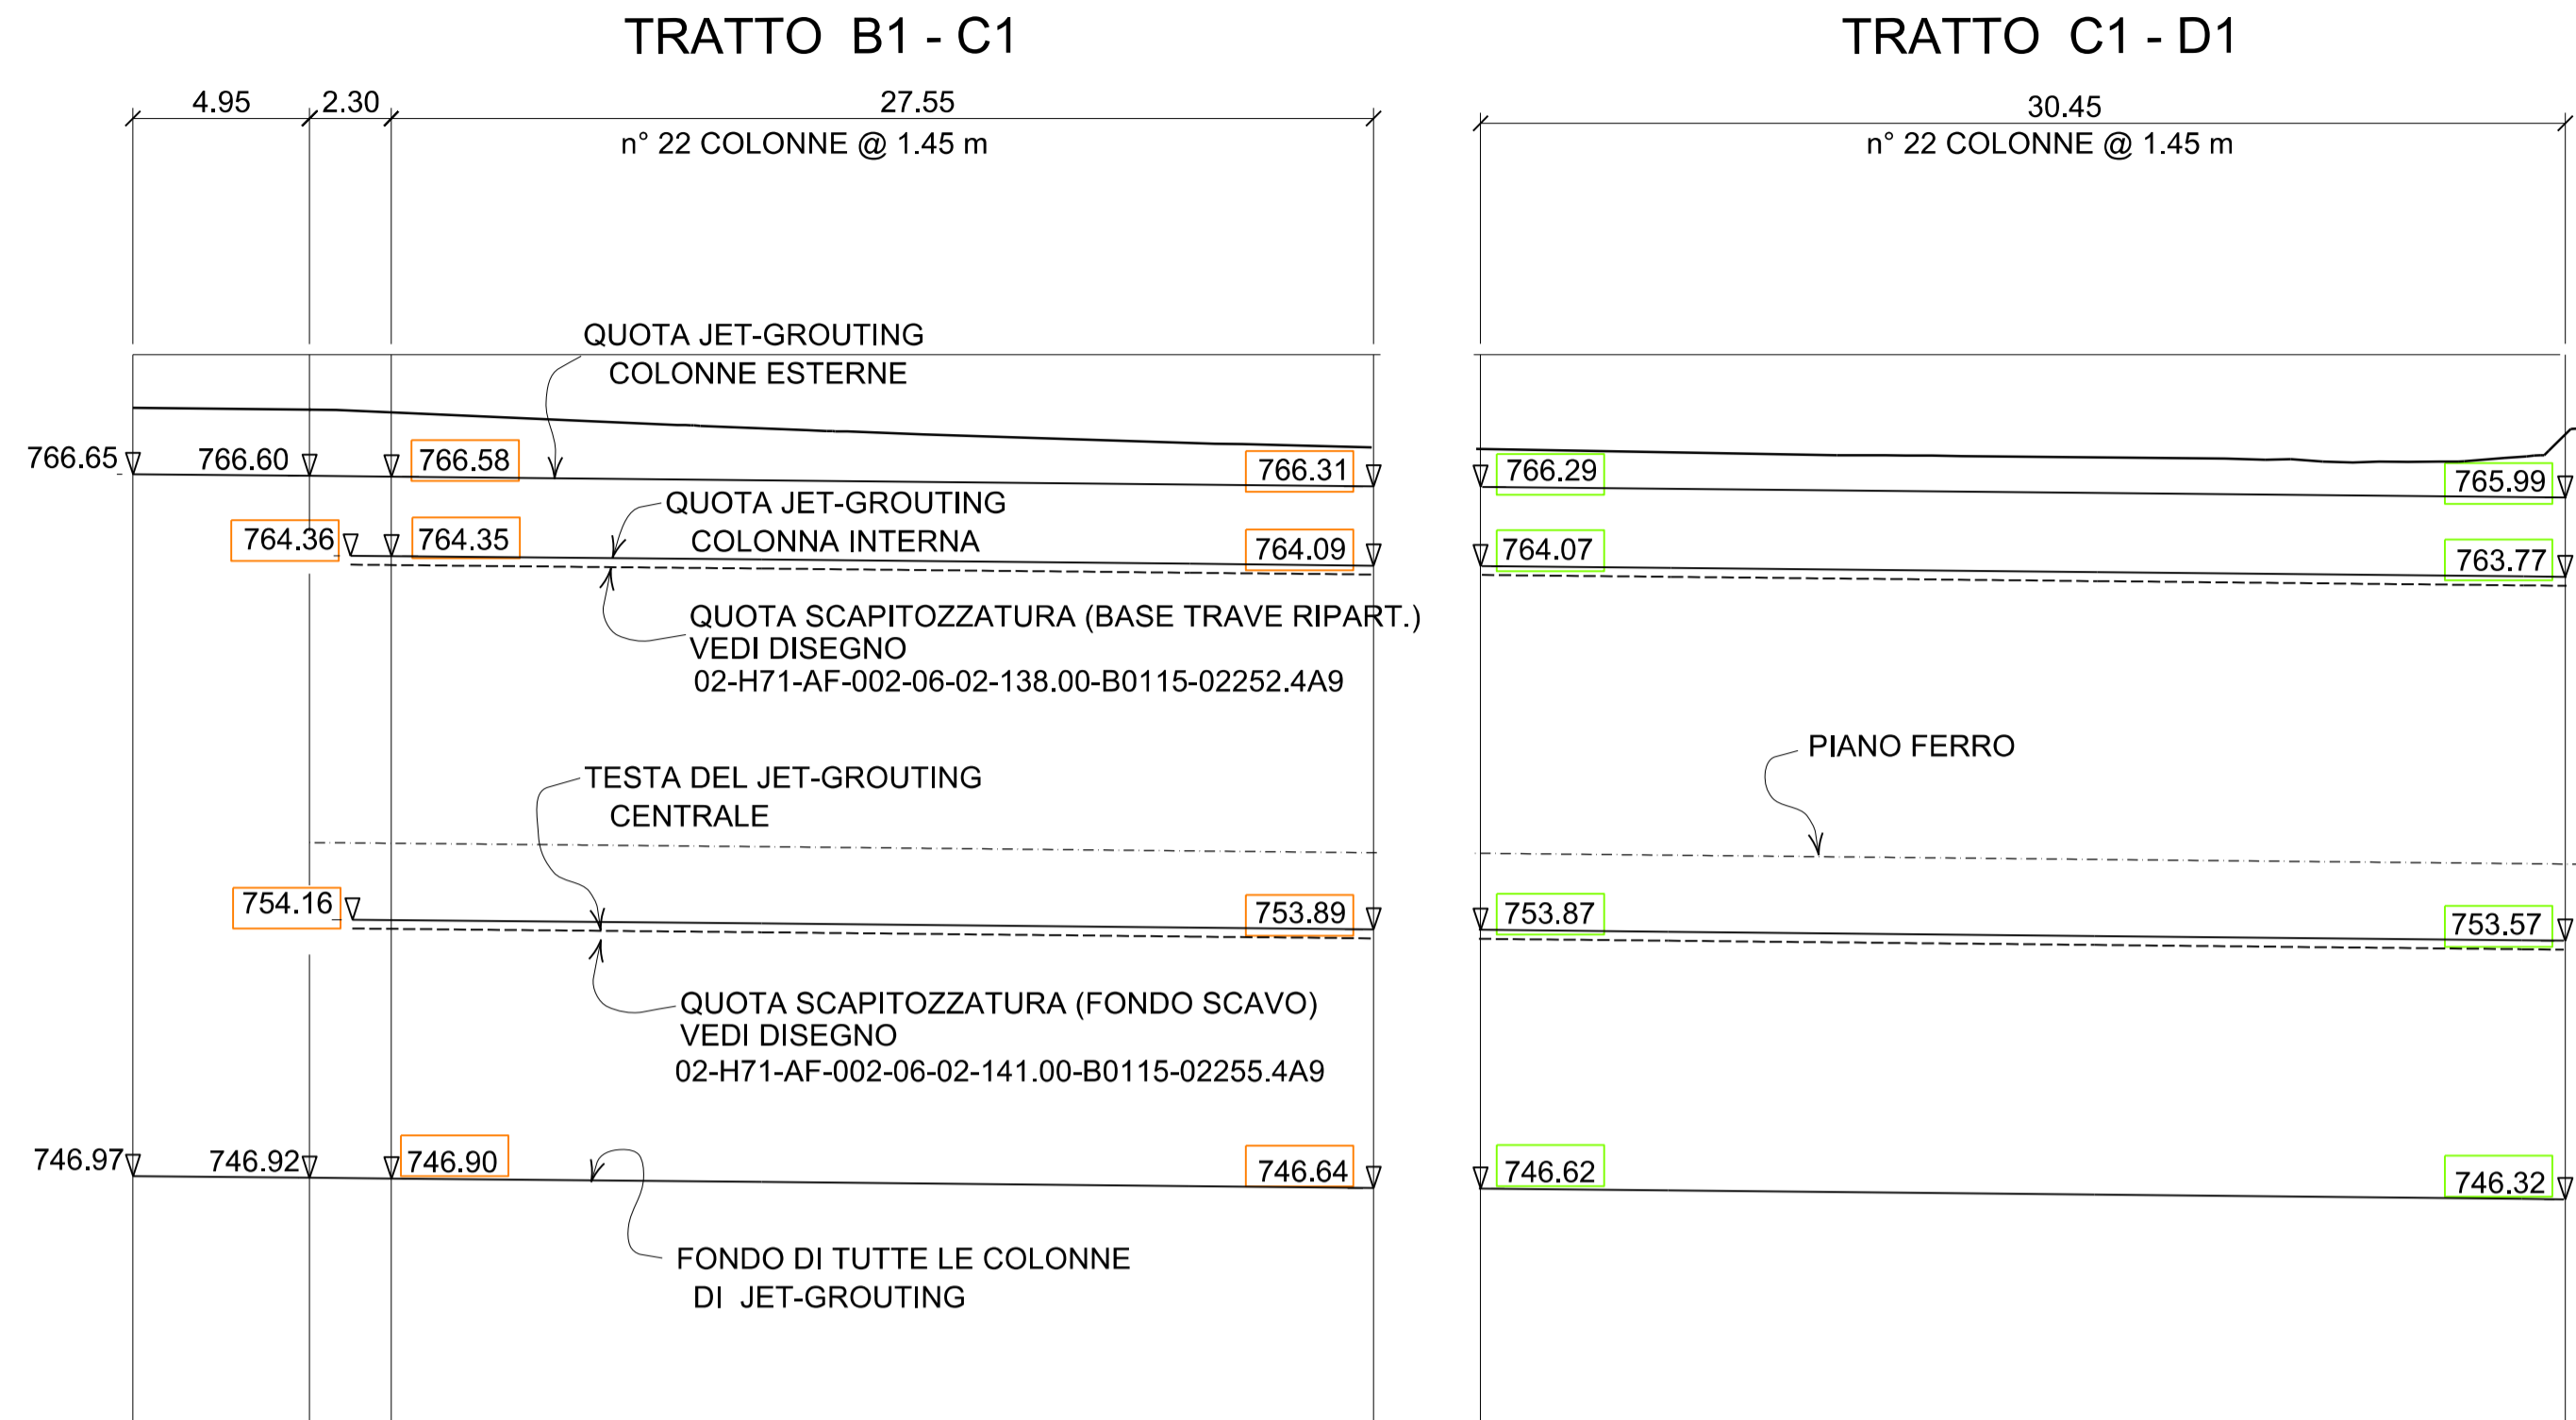 TRATTO B1 - C1
TRATTO C1 - D1
4.95
2.30
27.55
30.45
n° 22 COLONNE @ 1.45 m
n° 22 COLONNE @ 1.45 m
QUOTA JET-GROUTING
COLONNE ESTERNE
766.65
766.60
766.58
766.31
766.29
765.99
QUOTA JET-GROUTING
COLONNA INTERNA
764.36
764.35
764.09
764.07
763.77
QUOTA SCAPITOZZATURA (BASE TRAVE RIPART.)
VEDI DISEGNO
02-H71-AF-002-06-02-138.00-B0115-02252.4A9
PIANO FERRO
TESTA DEL JET-GROUTING
CENTRALE
754.16
753.89
753.87
753.57
QUOTA SCAPITOZZATURA (FONDO SCAVO)
VEDI DISEGNO
02-H71-AF-002-06-02-141.00-B0115-02255.4A9
746.97
746.92
746.90
746.64
746.62
746.32
FONDO DI TUTTE LE COLONNE
DI JET-GROUTING